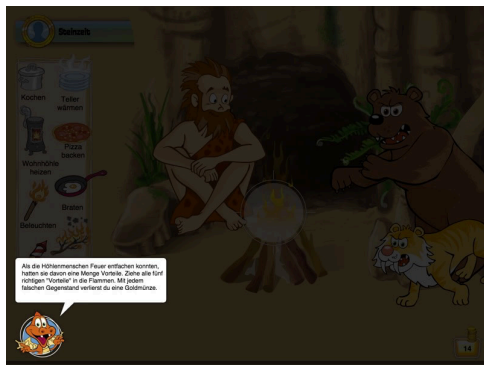 Steinzeit
Kochen
Teller
wärmen
Pizza
backen
Wohnhöhle
heizen
Braten
Beleuchten
Als die Höhlenmenschen Feuer entfachen konnten,
hatten sie davon eine Menge Vorteile. Ziehe alle fünf
richtigen "Vorteile" in die Flammen. Mit jedem
falschen Gegenstand verlierst du eine Goldmünze.
14